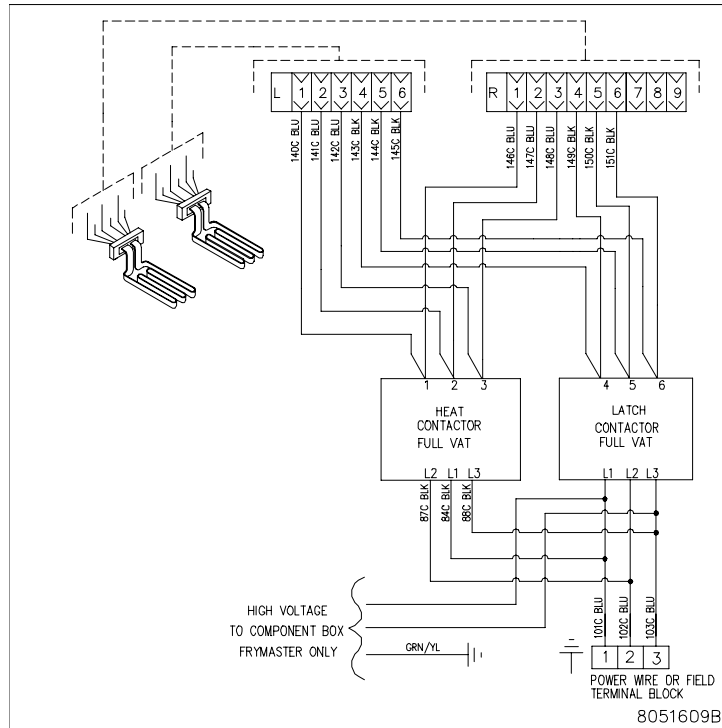 L 1 2 3 4 5 6
R 1 2 3 4 5 6 7 8 9
140C BLU
141C BLU
142C BLU
143C BLK
144C BLK
145C BLK
146C BLU
147C BLU
148C BLU
149C BLK
150C BLK
151C BLK
1 2 3
HEAT
CONTACTOR
FULL VAT
L2 L1 L3
4 5 6
LATCH
CONTACTOR
FULL VAT
L1 L2 L3
87C BLK
84C BLK
88C BLK
HIGH VOLTAGE
TO COMPONENT BOX
FRYMASTER ONLY
GRN/YL
101C BLU
102C BLU
103C BLU
1 2 3
POWER WIRE OR FIELD
TERMINAL BLOCK
8051609B